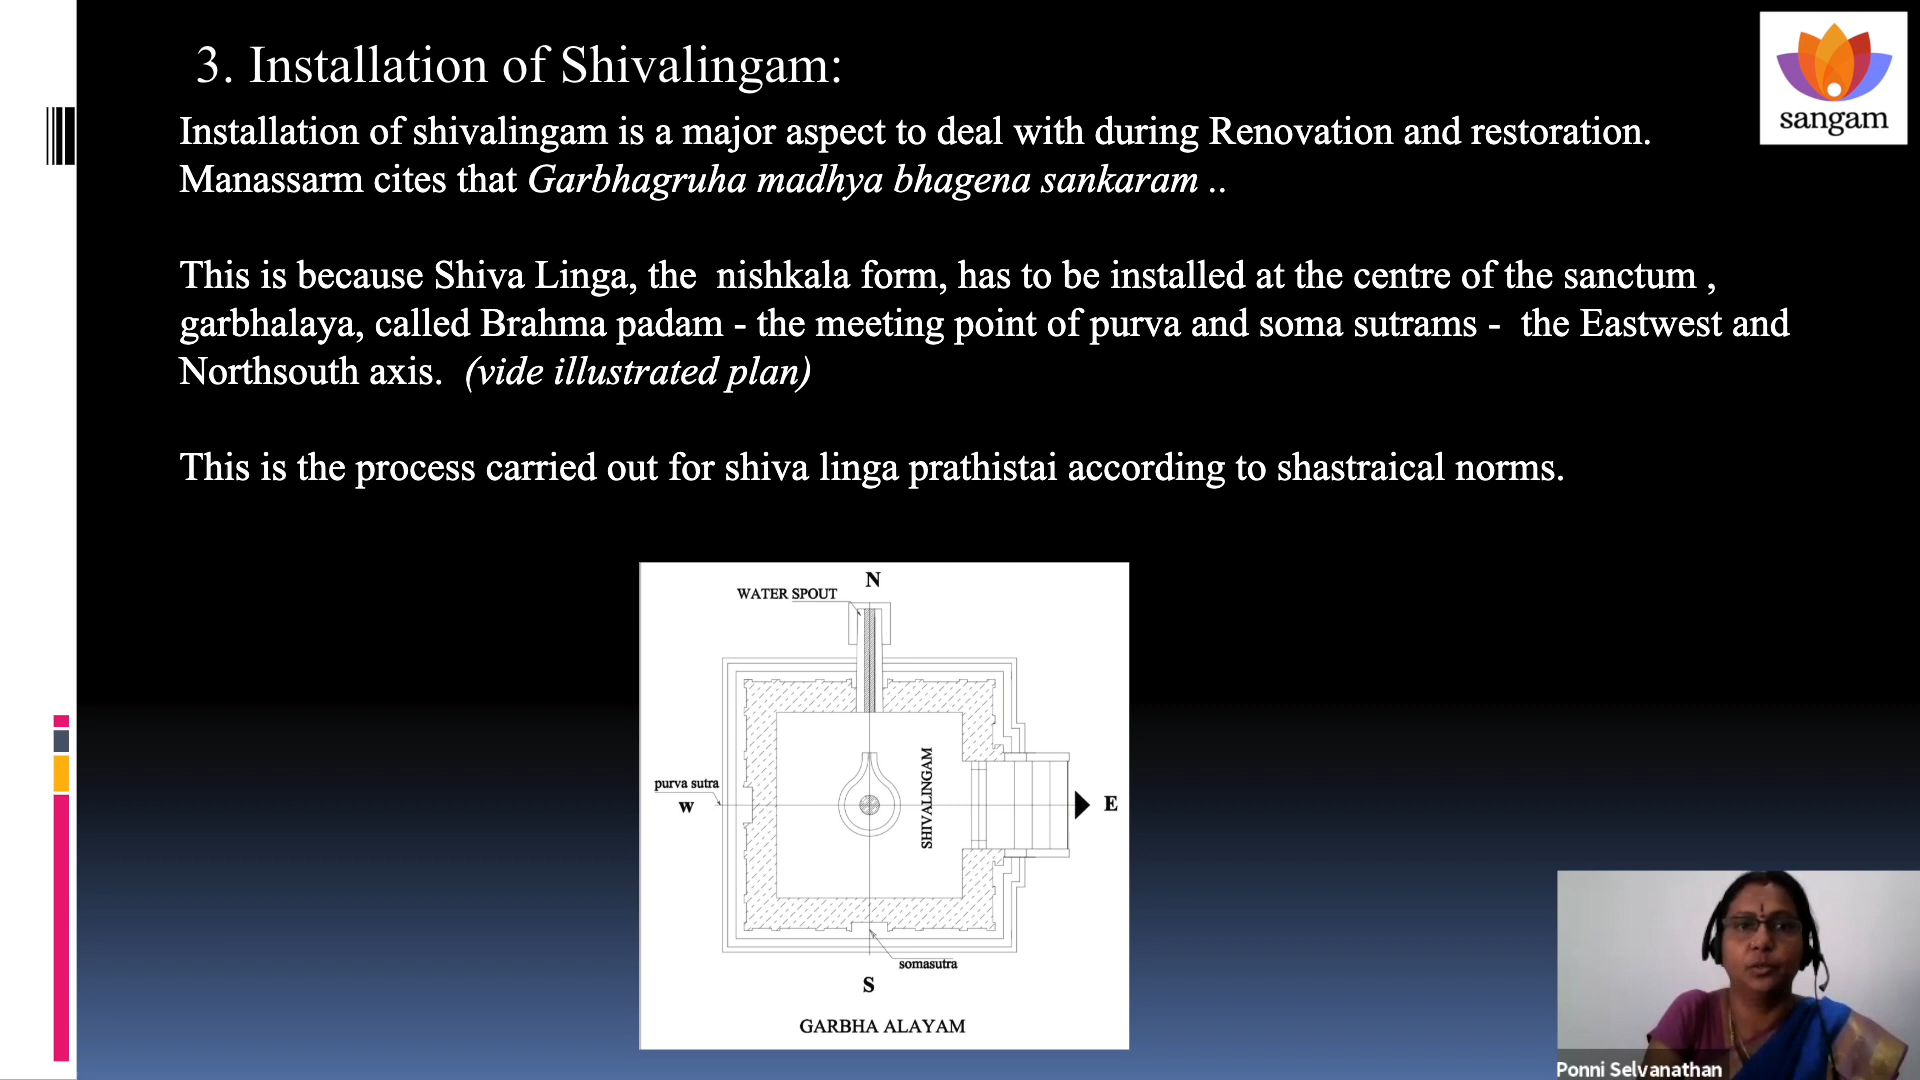 3. Installation of Shivalingam:
sangam
Installation of shivalingam is a major aspect to deal with during Renovation and restoration.
Manassarm cites that Garbhagruha madhya bhagena sankaram ..
This is because Shiva Linga, the  nishkala form, has to be installed at the centre of the sanctum ,
garbhalaya, called Brahma padam - the meeting point of purva and soma sutrams -  the Eastwest and
Northsouth axis.  (vide illustrated plan)
This is the process carried out for shiva linga prathistai according to shastraical norms.
N
WATER SPOUT
SHIVALINGAM
purva sutra
W
E
somasutra
S
GARBHA ALAYAM
Ponni Selvanathan